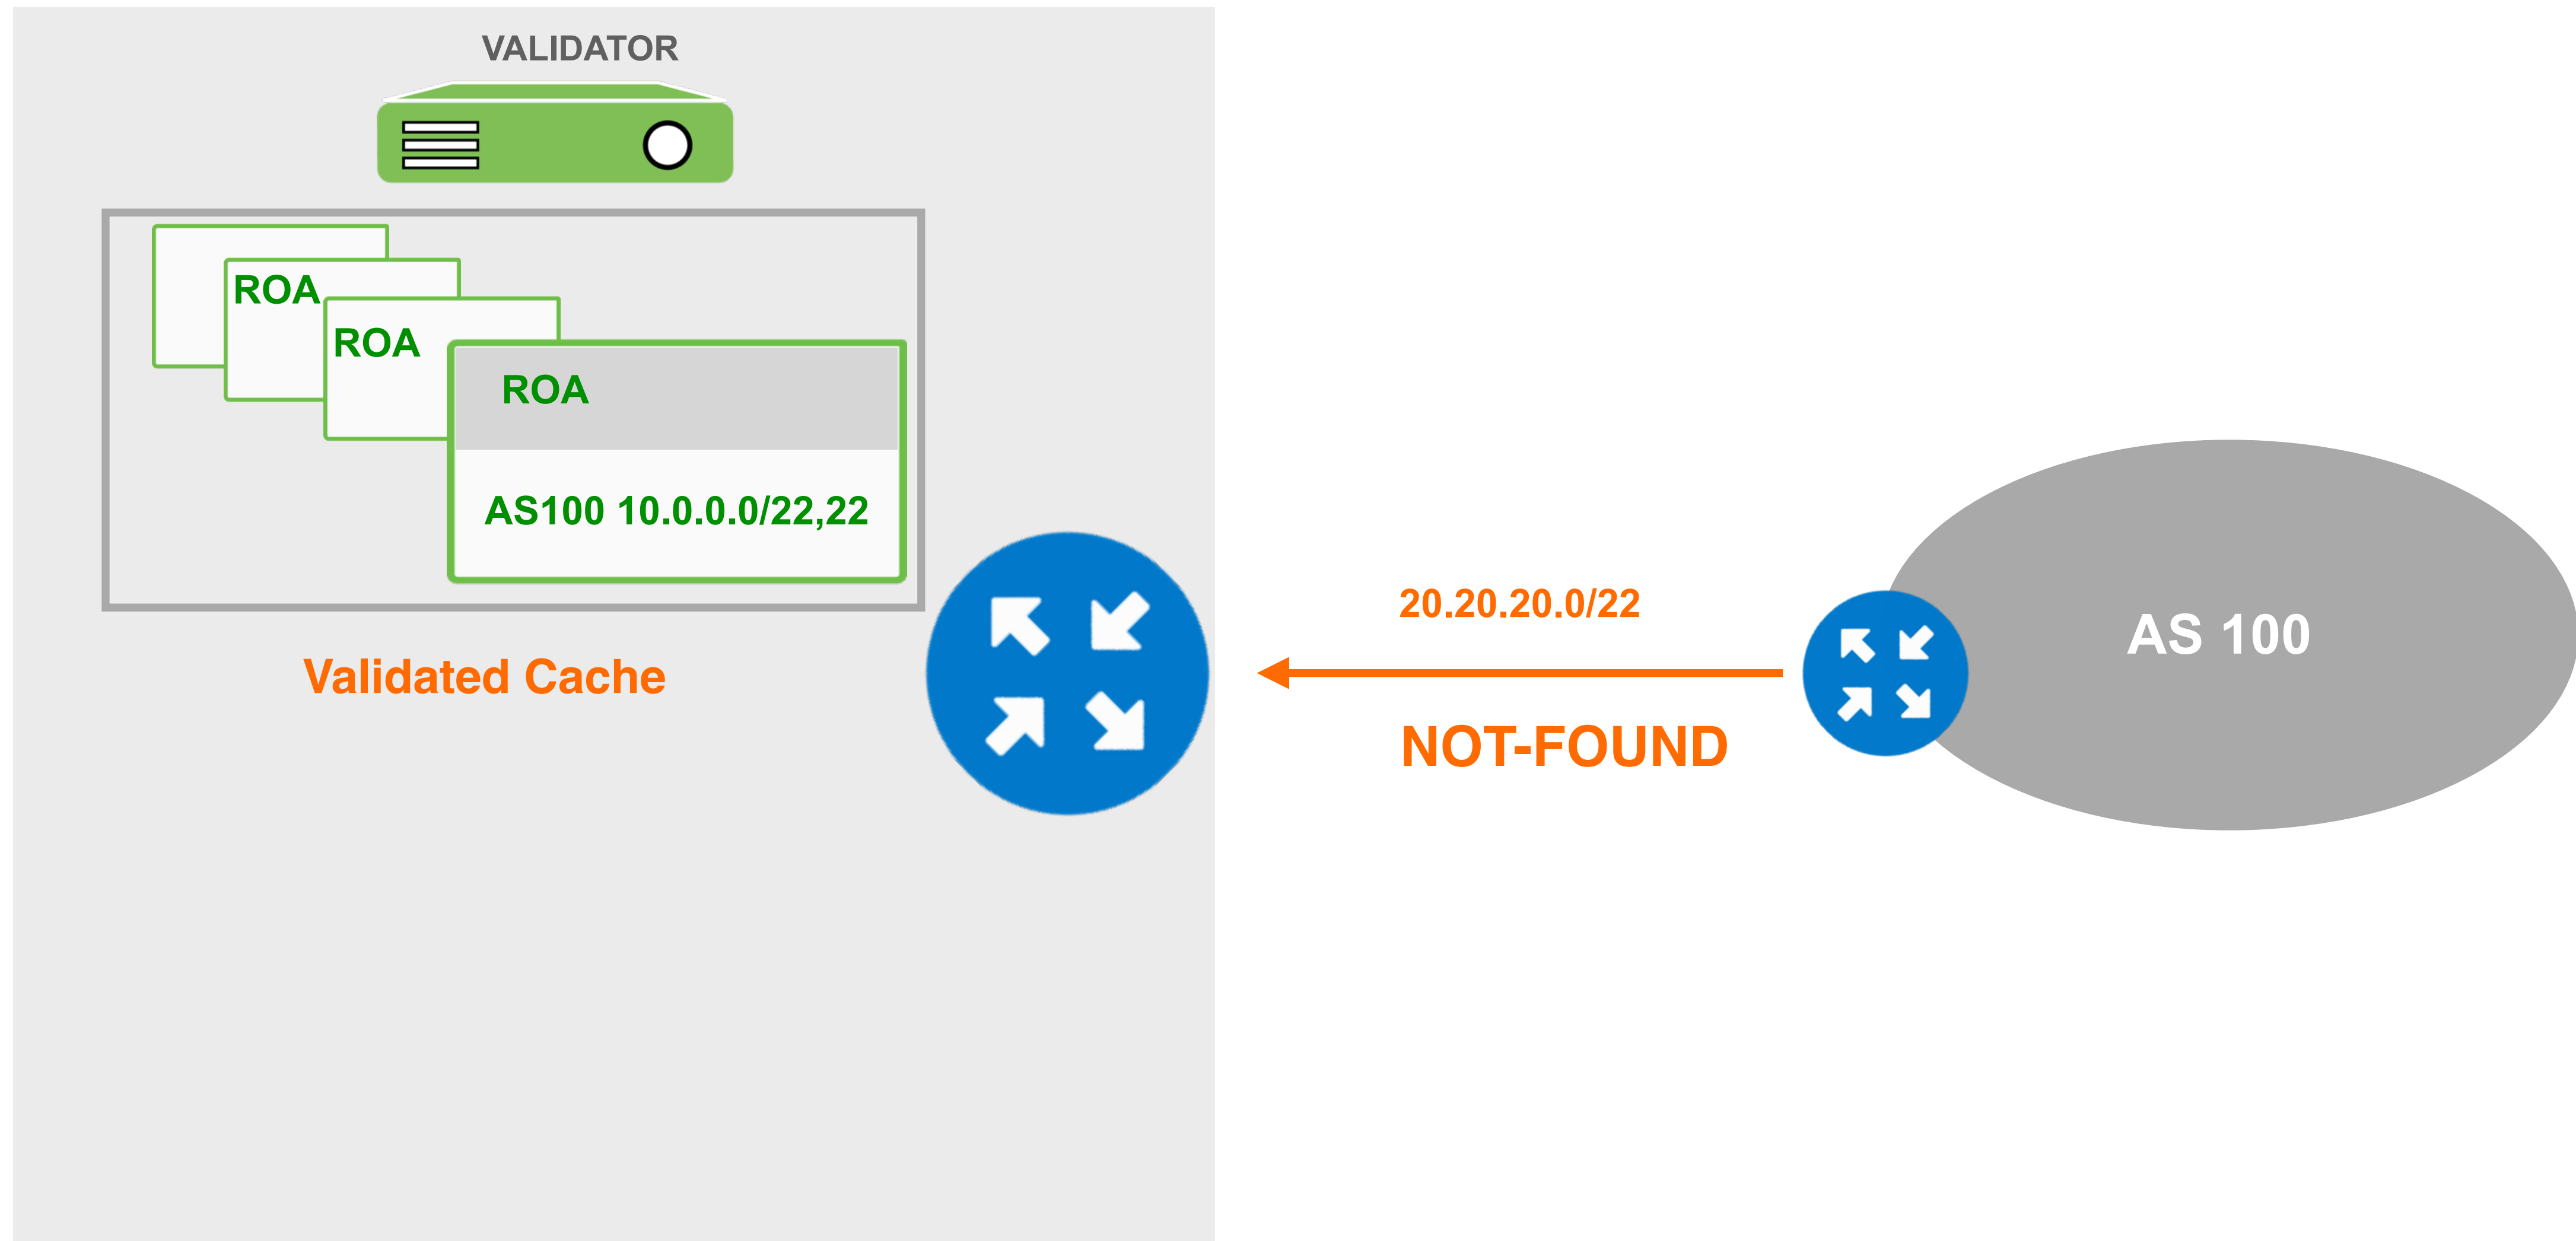 VALIDATOR
ROA
ROA
ROA
AS100 10.0.0.0/22,22
Validated Cache
20.20.20.0/22
NOT-FOUND
AS 100